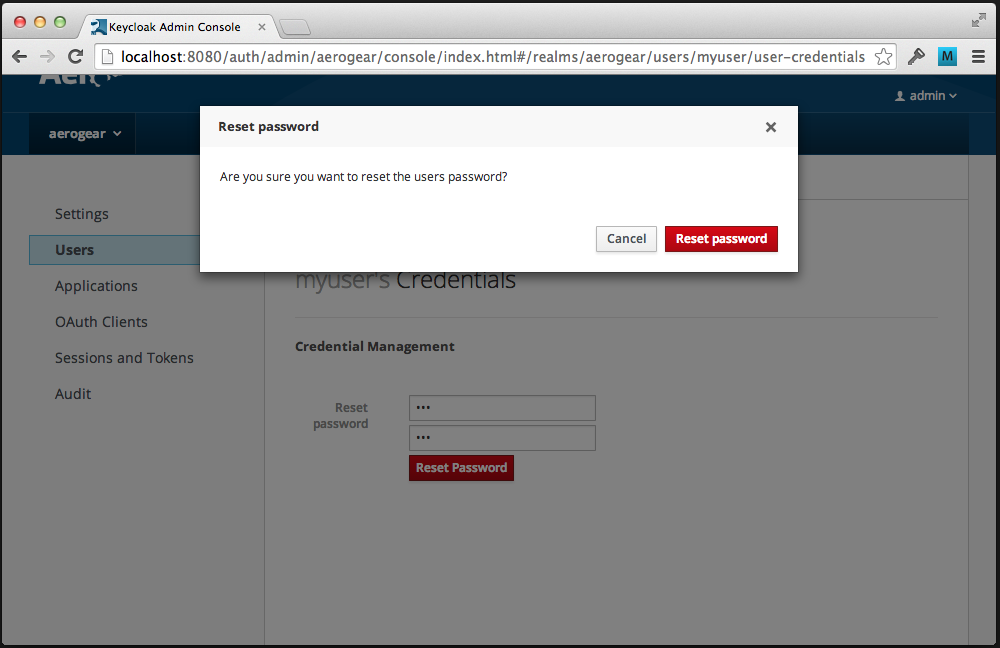 Keycloak Admin Console
localhost:8080/auth/admin/aerogear/console/index.html#/realms/aerogear/users/myuser/user-credentials
M
admin
aerogear
Reset password
Are you sure you want to reset the users password?
Cancel
Reset password
Settings
Users
Applications
OAuth Clients
Sessions and Tokens
Audit
myuser's Credentials
Credential Management
Reset
password
•••
•••
Reset Password